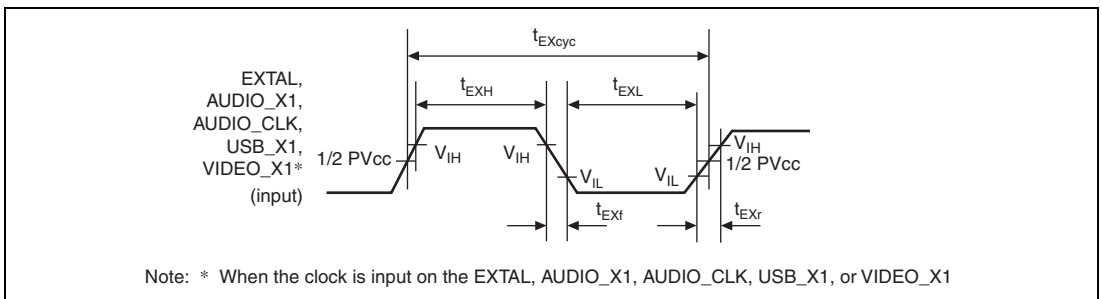 tEXcyc
EXTAL,
AUDIO_X1,
AUDIO_CLK,
USB_X1,
VIDEO_X1*
(input)
tEXH
tEXL
1/2 PVcc
VIH
VIH
VIL
VIL
VIH
1/2 PVcc
tEXf
tEXr
Note: * When the clock is input on the EXTAL, AUDIO_X1, AUDIO_CLK, USB_X1, or VIDEO_X1